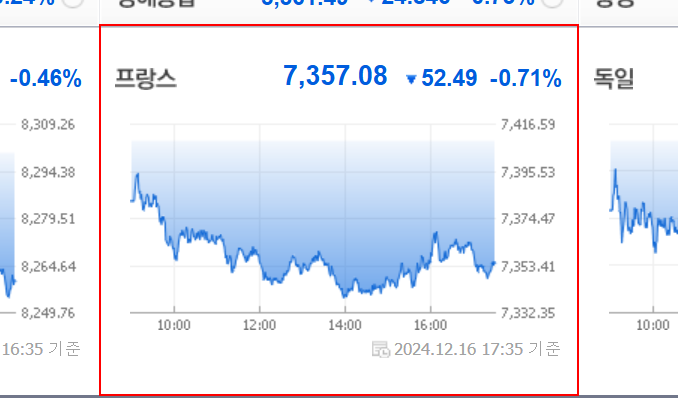 -0.46%
8,309.26
8,294.38
8,279.51
8,264.64
8,249.76
16:35 기준
프랑스 7,357.08 ▼52.49 -0.71%
7,416.59
7,395.53
7,374.47
7,353.41
7,332.35
10:00 12:00 14:00 16:00
2024.12.16 17:35 기준
독일
10:00